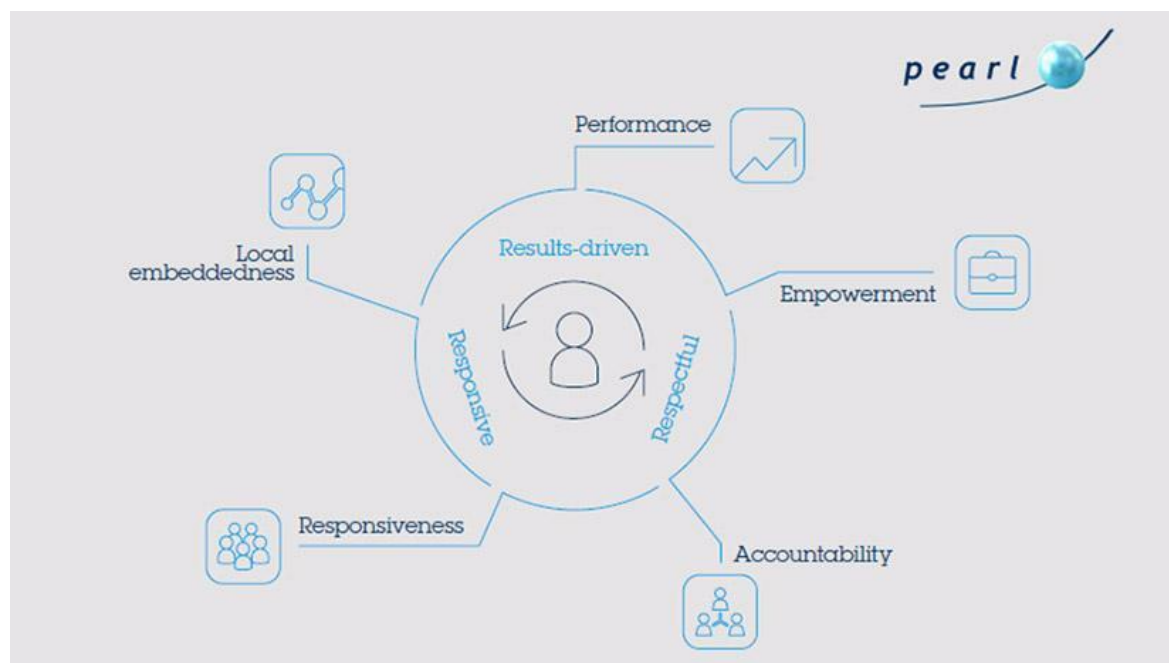 pearl
Performance
Local
embeddedness
Results-driven
Empowerment
Responsive
Respectful
Responsiveness
Accountability